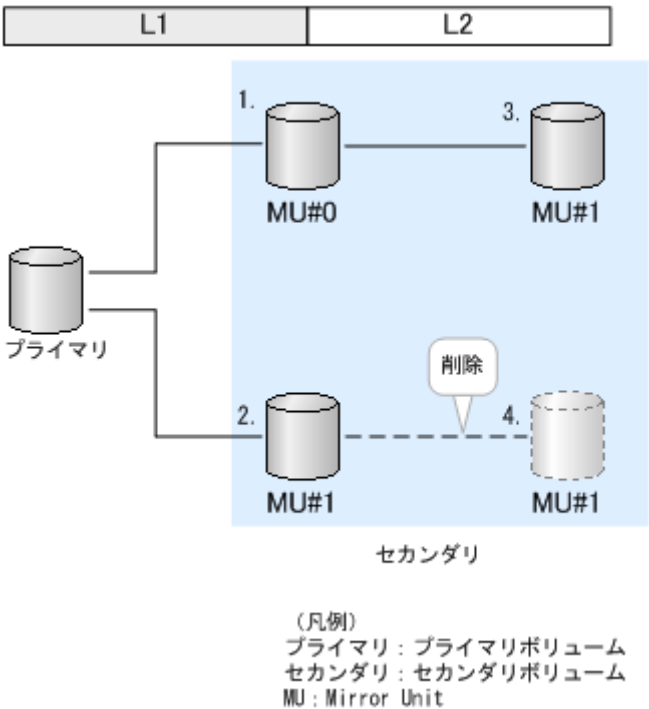 L1 L2
1. 3.
MU#0 MU#1
プライマリ
削除
2. 4.
MU#1 MU#1
セカンダリ
（凡例）
プライマリ：プライマリボリューム
セカンダリ：セカンダリボリューム
MU：Mirror Unit